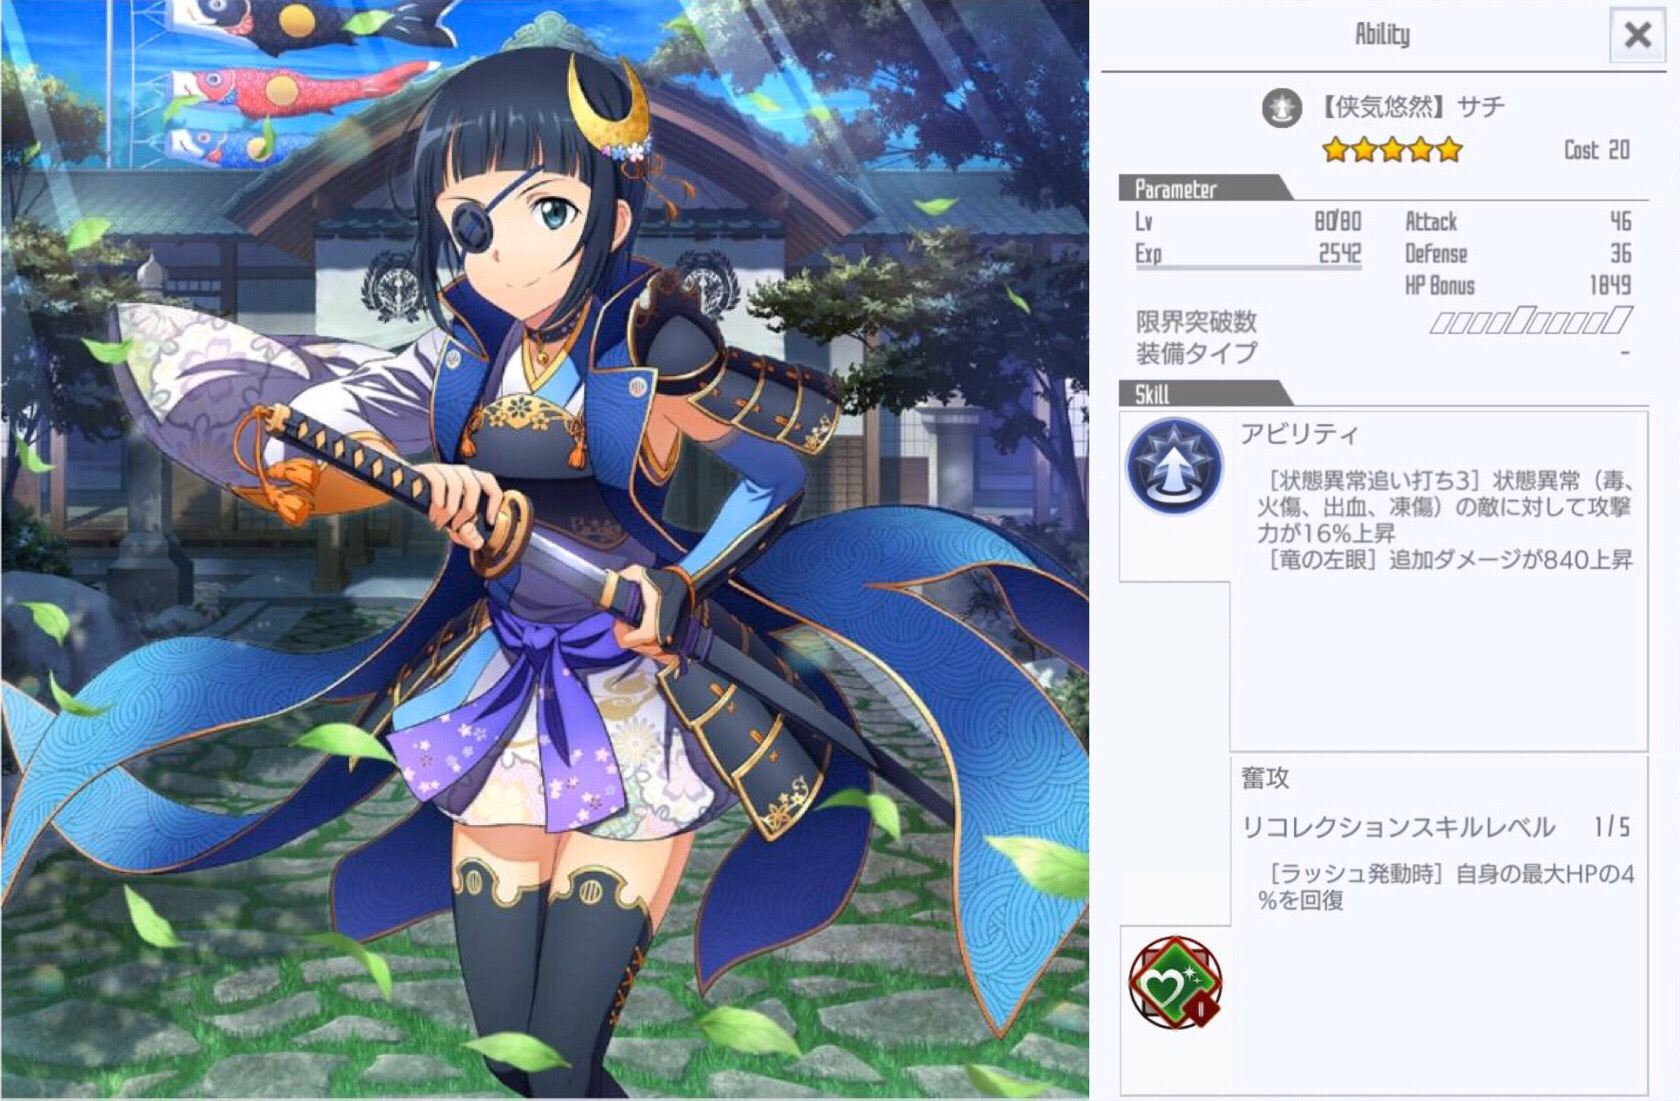 Ability
【侠気悠然】サチ
★★★★★ Cost 20
Parameter
Lv 80/80 Attack 46
Exp 2542 Defense 36
HP Bonus 1849
限界突破数
装備タイプ -
Skill
アビリティ
［状態異常追い打ち3］状態異常（毒、
火傷、出血、凍傷）の敵に対して攻撃
力が16%上昇
［竜の左眼］追加ダメージが840上昇
奮攻
リコレクションスキルレベル 1/5
［ラッシュ発動時］自身の最大HPの4
%を回復